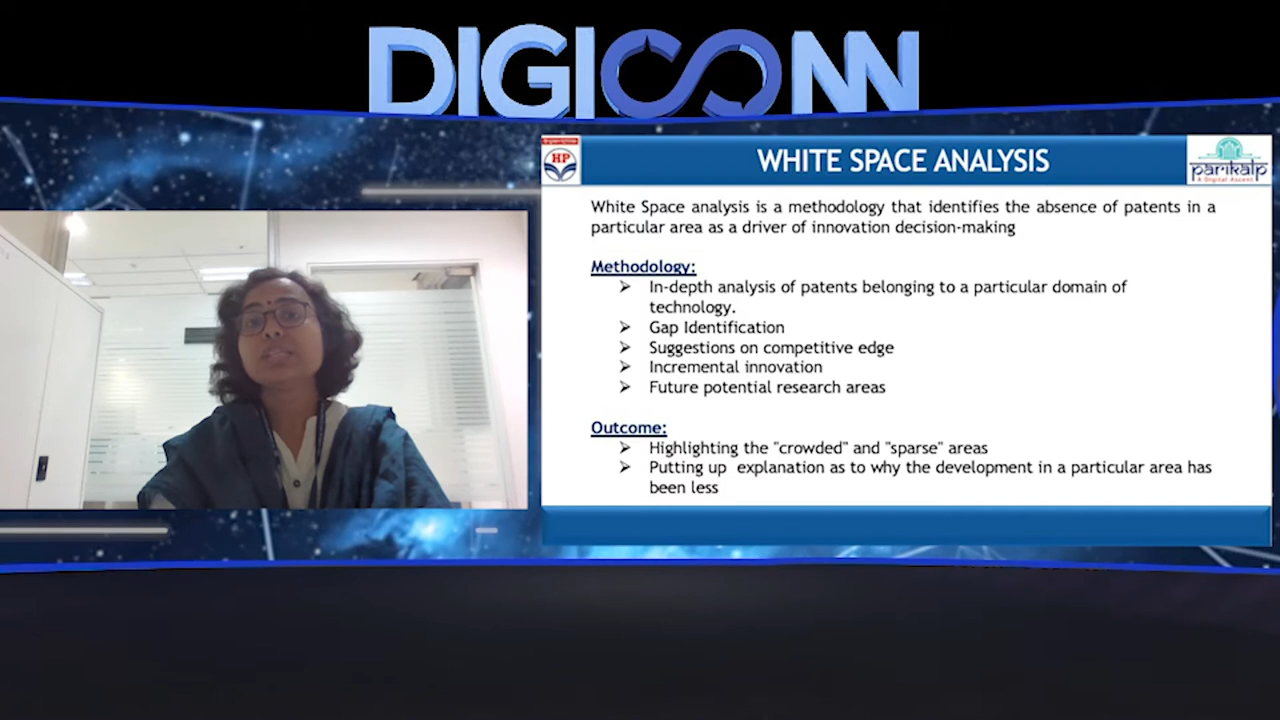 DIGICONN
HP
WHITE SPACE ANALYSIS
parikalp
A Digital Ascent
White Space analysis is a methodology that identifies the absence of patents in a
particular area as a driver of innovation decision-making
Methodology:
➢ In-depth analysis of patents belonging to a particular domain of
technology.
➢ Gap Identification
➢ Suggestions on competitive edge
➢ Incremental innovation
➢ Future potential research areas
Outcome:
➢ Highlighting the "crowded" and "sparse" areas
➢ Putting up explanation as to why the development in a particular area has
been less